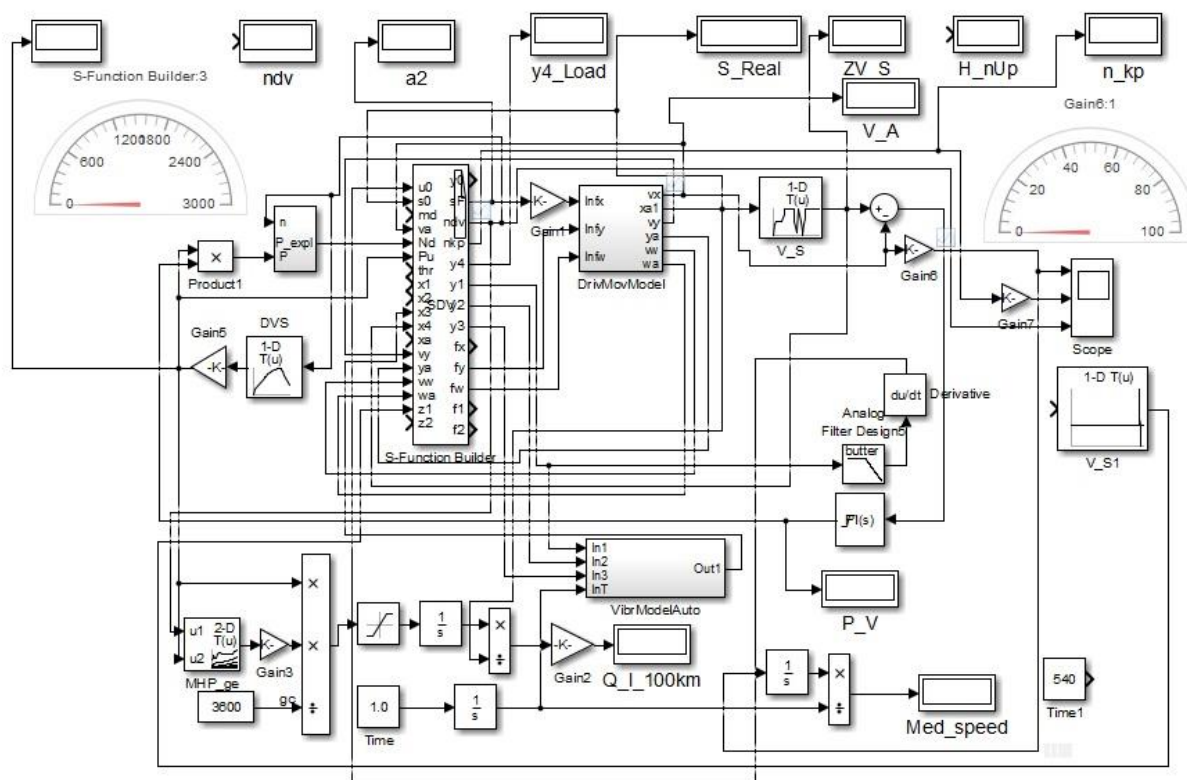 S-Function Builder:3
ndv
a2
y4_Load
S_Real
ZV_S
H_nUp
n_kp
V_A
Gain6:1
0
600
1200
1800
2400
3000
0
20
40
60
80
100
u0
s0
md
va
Nd
Pu
thr
x1
x2
x3
x4
xa
vy
ya
vw
wa
z1
z2
y0
sF
ndv
nkp
y4
y1
SDV
y2
y3
fx
fy
fw
f1
f2
S-Function Builder
n
P_expl
P
×
Product1
Gain5
-K-
DVS
1-D
T(u)
K-
Gain1
Infx
Infy
Infw
vx
xa1
vy
ya
vw
wa
DrivMovModel
1-D
T(u)
V_S
K-
Gain6
K-
Gain7
Scope
1-D T(u)
V_S1
du/dt
Derivative
Analog
Filter Design5
butter
PI(s)
P_V
In1
In2
In3
InT
Out1
VibrModelAuto
u1
u2
2-D
T(u)
MHP_ge
K-
Gain3
gc
3600
×
×
÷
1
s
×
÷
-K-
Gain2
Q_l_100km
1.0
Time
1
s
1
s
×
÷
Med_speed
540
Time1